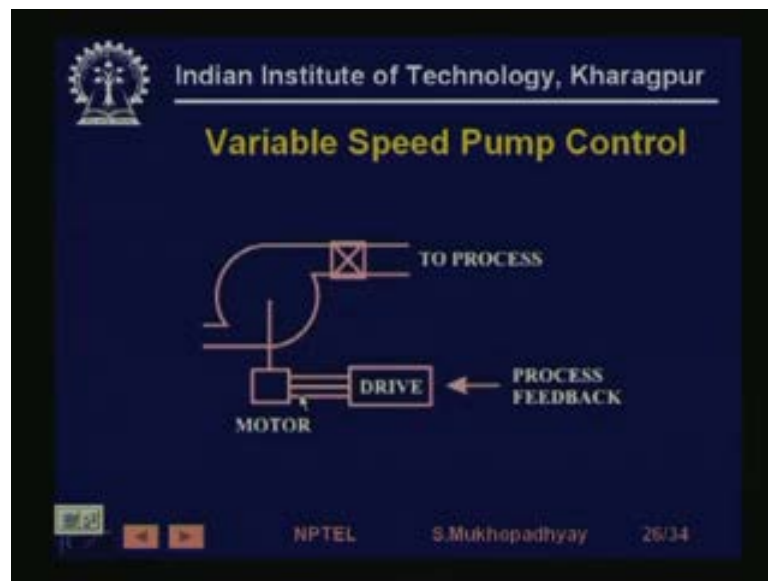 Indian Institute of Technology, Kharagpur
Variable Speed Pump Control
TO PROCESS
DRIVE
PROCESS
FEEDBACK
MOTOR
NPTEL S.Mukhopadhyay 26/34